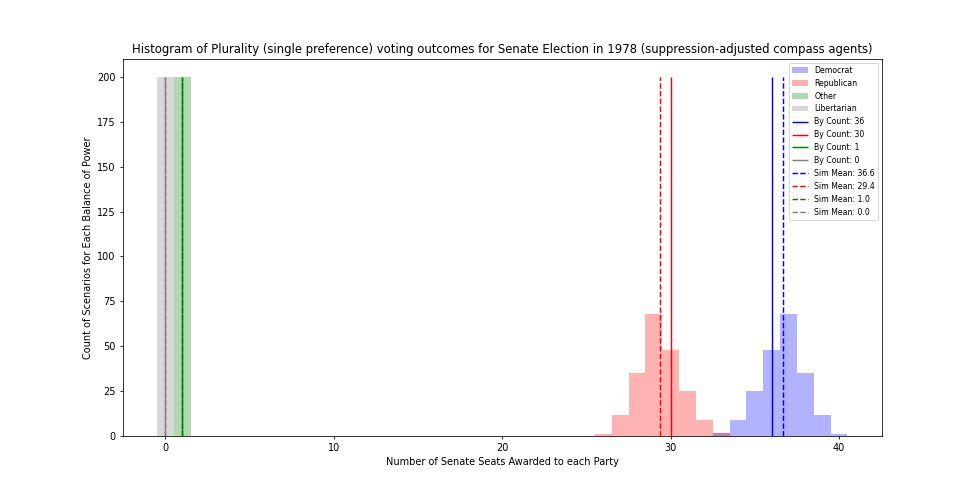 Histogram of Plurality (single preference) voting outcomes for Senate Election in 1978 (suppression-adjusted compass agents)
Democrat
Republican
Other
Libertarian
By Count: 36
By Count: 30
By Count: 1
By Count: 0
Sim Mean: 36.6
Sim Mean: 29.4
Sim Mean: 1.0
Sim Mean: 0.0
Count of Scenarios for Each Balance of Power
200
175
150
125
100
75
50
25
0
0 10 20 30 40
Number of Senate Seats Awarded to each Party